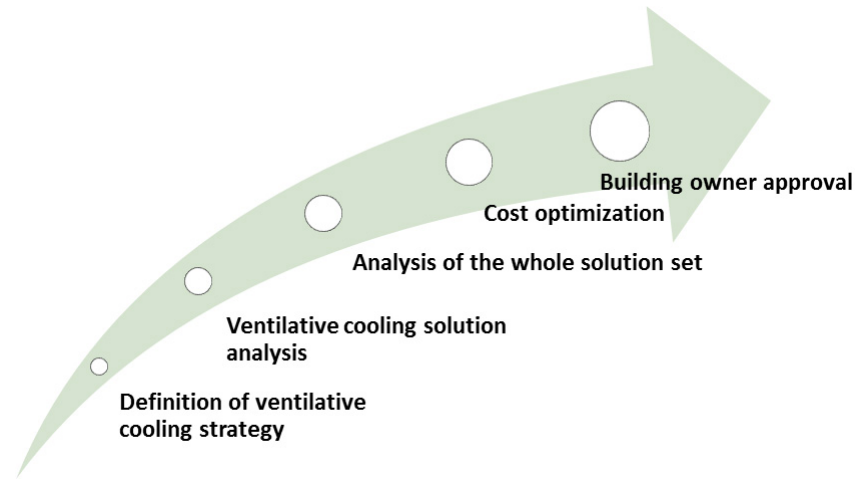 Building owner approval
Cost optimization
Analysis of the whole solution set
Ventilative cooling solution
analysis
Definition of ventilative
cooling strategy